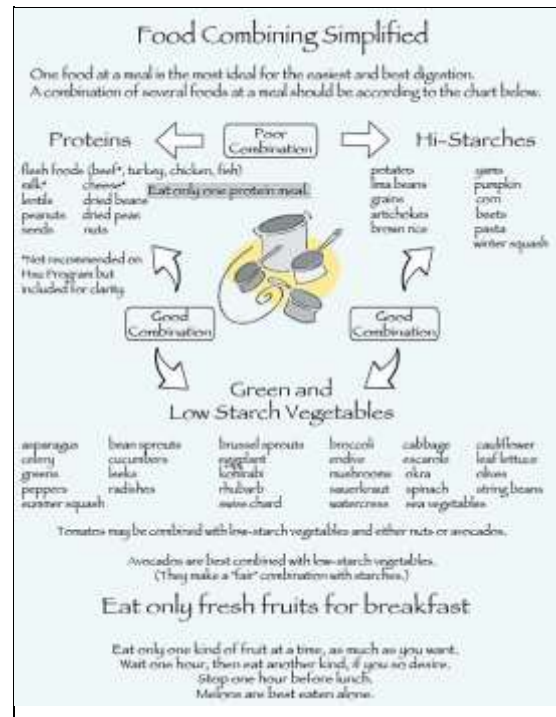 Food Combining Simplified
One food at a meal is the most ideal for the easiest and best digestion.
A combination of several foods at a meal should be according to the chart below.
Proteins
Poor
Combination
Hi-Starches
flesh foods (beef*, turkey, chicken, fish)
milk* cheese*
lentils dried beans
peanuts dried peas
seeds nuts
Eat only one protein meal.
potatoes yams
lima beans pumpkin
grains corn
artichokes beets
brown rice pasta
winter squash
*Not recommended on
Program but
included for clarity
Good
Combination
Good
Combination
Green and
Low Starch Vegetables
asparagus bean sprouts brussel sprouts broccoli cabbage cauliflower
celery cucumbers eggplant endive escarole leaf lettuce
greens leeks kohlrabi mushrooms okra olives
peppers radishes rhubarb sauerkraut spinach string beans
summer squash swiss chard watercress sea vegetables
Tomatoes may be combined with low-starch vegetables and either nuts or avocados.
Avocados are best combined with low-starch vegetables.
(They make a "fair" combination with starches.)
Eat only fresh fruits for breakfast
Eat only one kind of fruit at a time, as much as you want.
Wait one hour, then eat another kind, if you so desire.
Stop one hour before lunch.
Melons are best eaten alone.